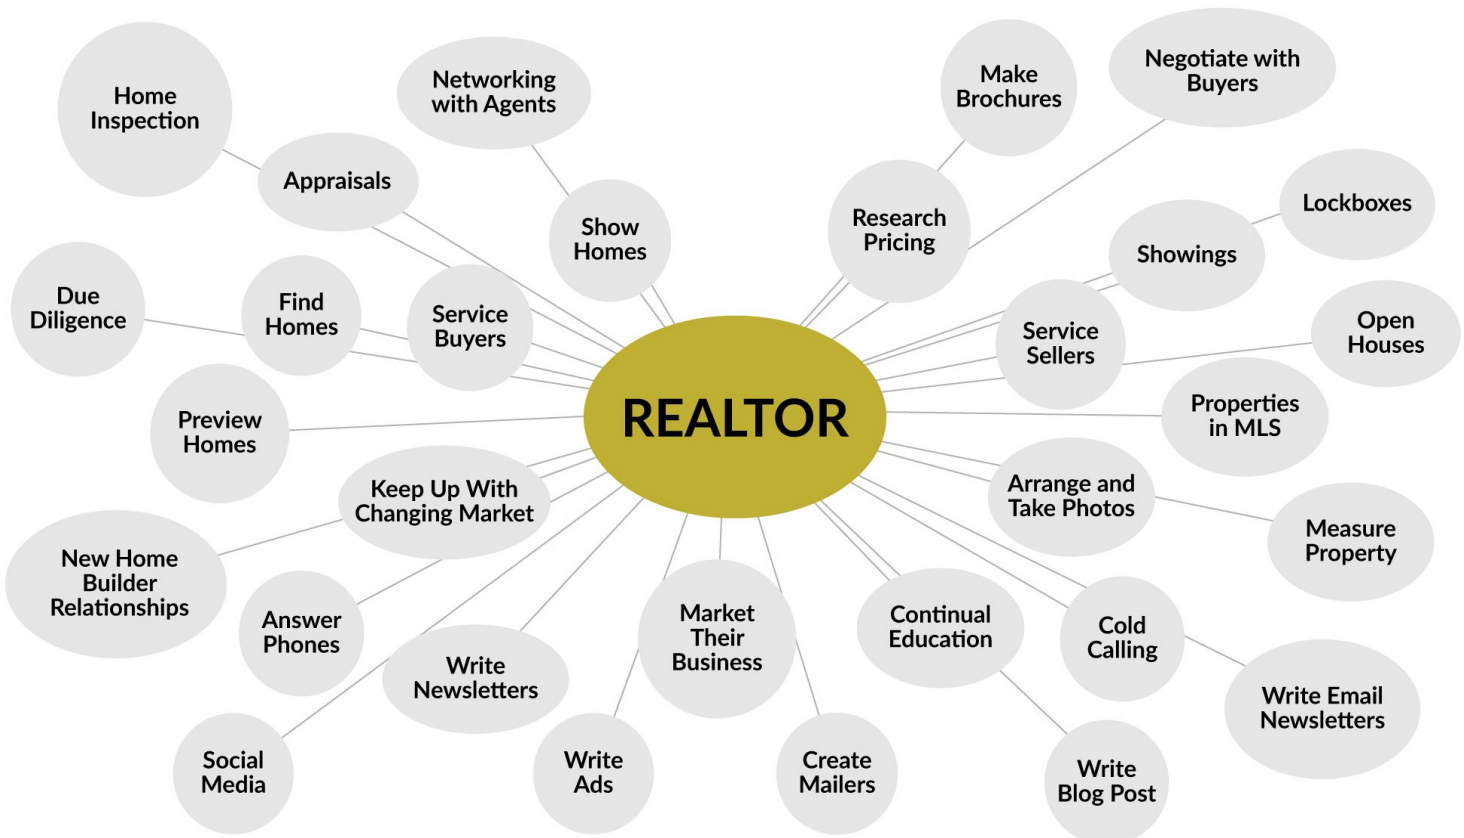 Home
Inspection
Networking
with Agents
Make
Brochures
Negotiate with
Buyers
Appraisals
Show
Homes
Research
Pricing
Showings
Lockboxes
Due
Diligence
Find
Homes
Service
Buyers
Service
Sellers
Open
Houses
Preview
Homes
REALTOR
Properties
in MLS
Keep Up With
Changing Market
Arrange and
Take Photos
Measure
Property
New Home
Builder
Relationships
Answer
Phones
Write
Newsletters
Market
Their
Business
Continual
Education
Cold
Calling
Write Email
Newsletters
Social
Media
Write
Ads
Create
Mailers
Write
Blog Post